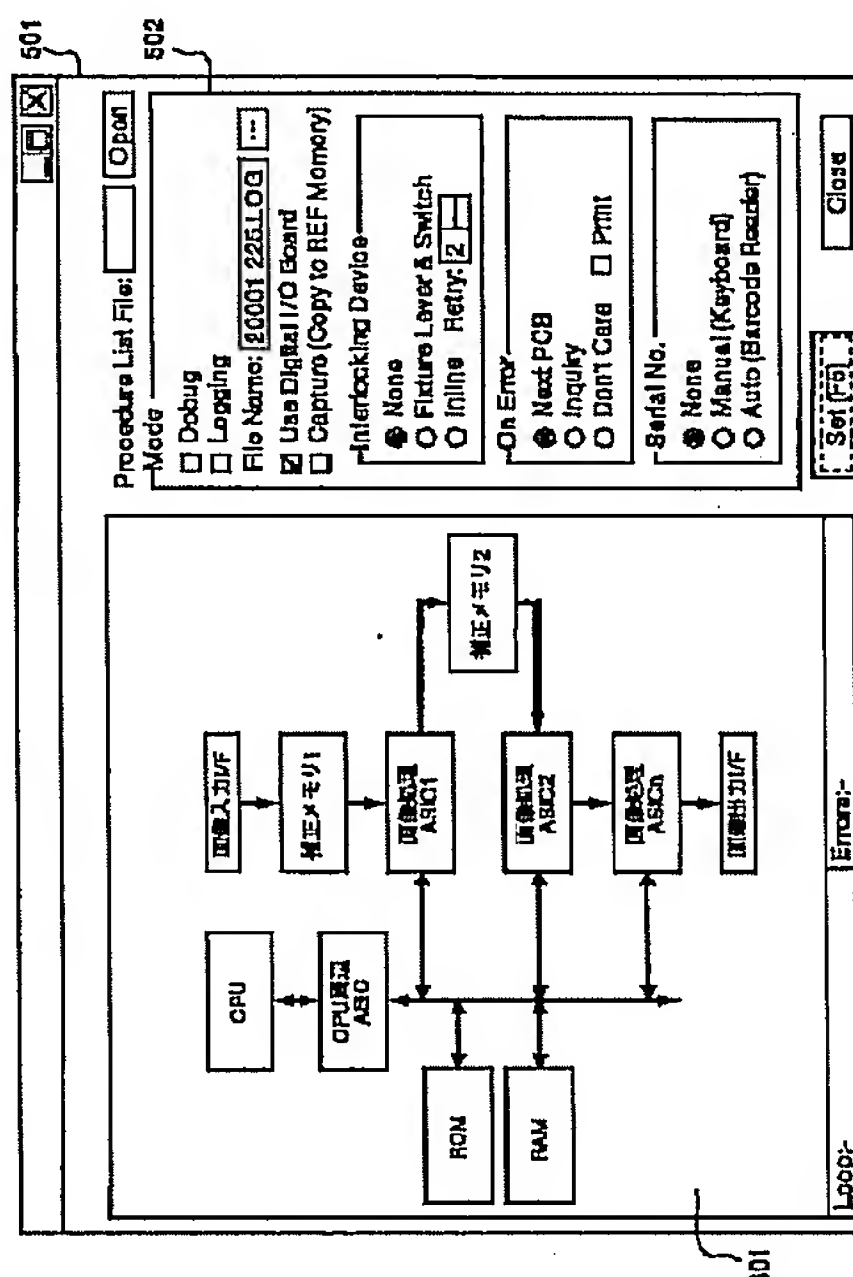 501
502
Procedure List File: Open
Mode
Debug
Logging
File Name: 20001225.LOG ...
Use Digital I/O Board
Capture (Copy to REF Memory)
Interlocking Device
None
Fixture Lever & Switch
Inline Retry: 2
On Error
Next PCB
Inquiry
Don't Care Print
Serial No.
None
Manual (Keyboard)
Auto (Barcode Reader)
Set (F5) Close
CPU
CPU周辺
ASIC
ROM
RAM
画像入力I/F
補正メモリ1
画像処理
ASIC1
補正メモリ2
画像処理
ASIC2
画像処理
ASICn
画像出力I/F
Loop:-
Errors:-